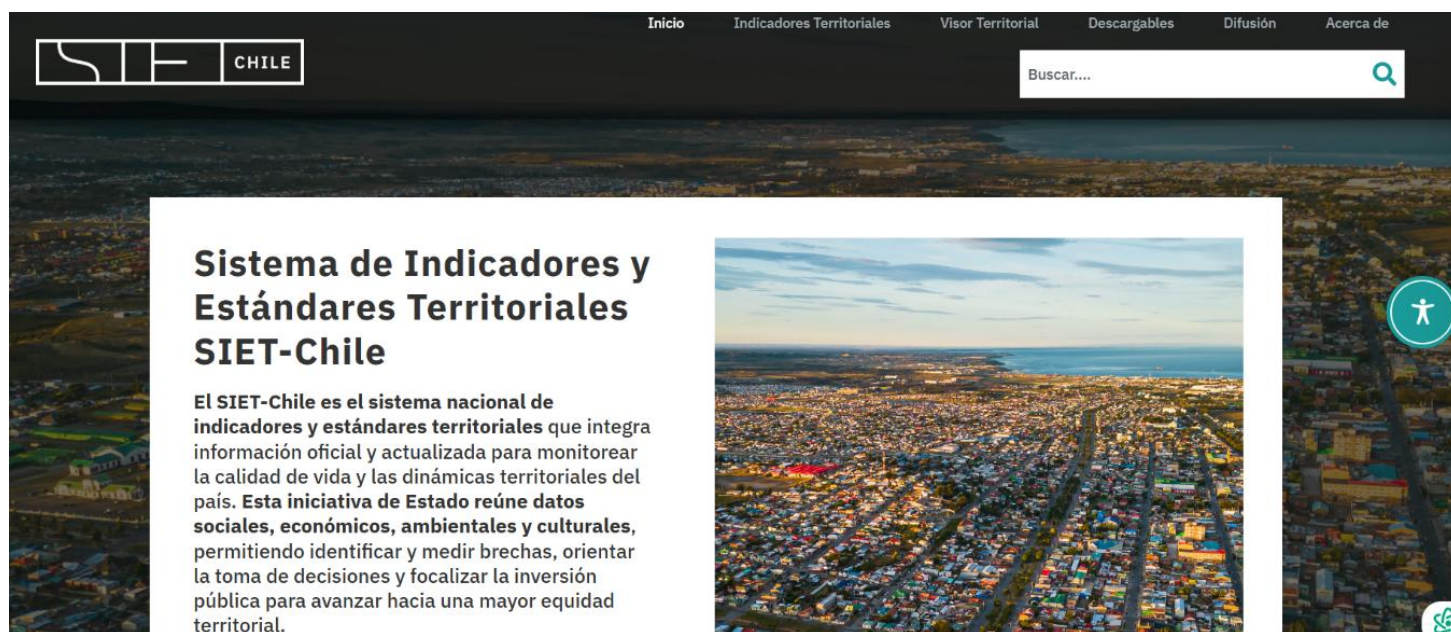 Inicio Indicadores Territoriales Visor Territorial Descargables Difusión Acerca de
SIET CHILE
Buscar....
Sistema de Indicadores y
Estándares Territoriales
SIET-Chile
El SIET-Chile es el sistema nacional de
indicadores y estándares territoriales que integra
información oficial y actualizada para monitorear
la calidad de vida y las dinámicas territoriales del
país. Esta iniciativa de Estado reúne datos
sociales, económicos, ambientales y culturales,
permitiendo identificar y medir brechas, orientar
la toma de decisiones y focalizar la inversión
pública para avanzar hacia una mayor equidad
territorial.